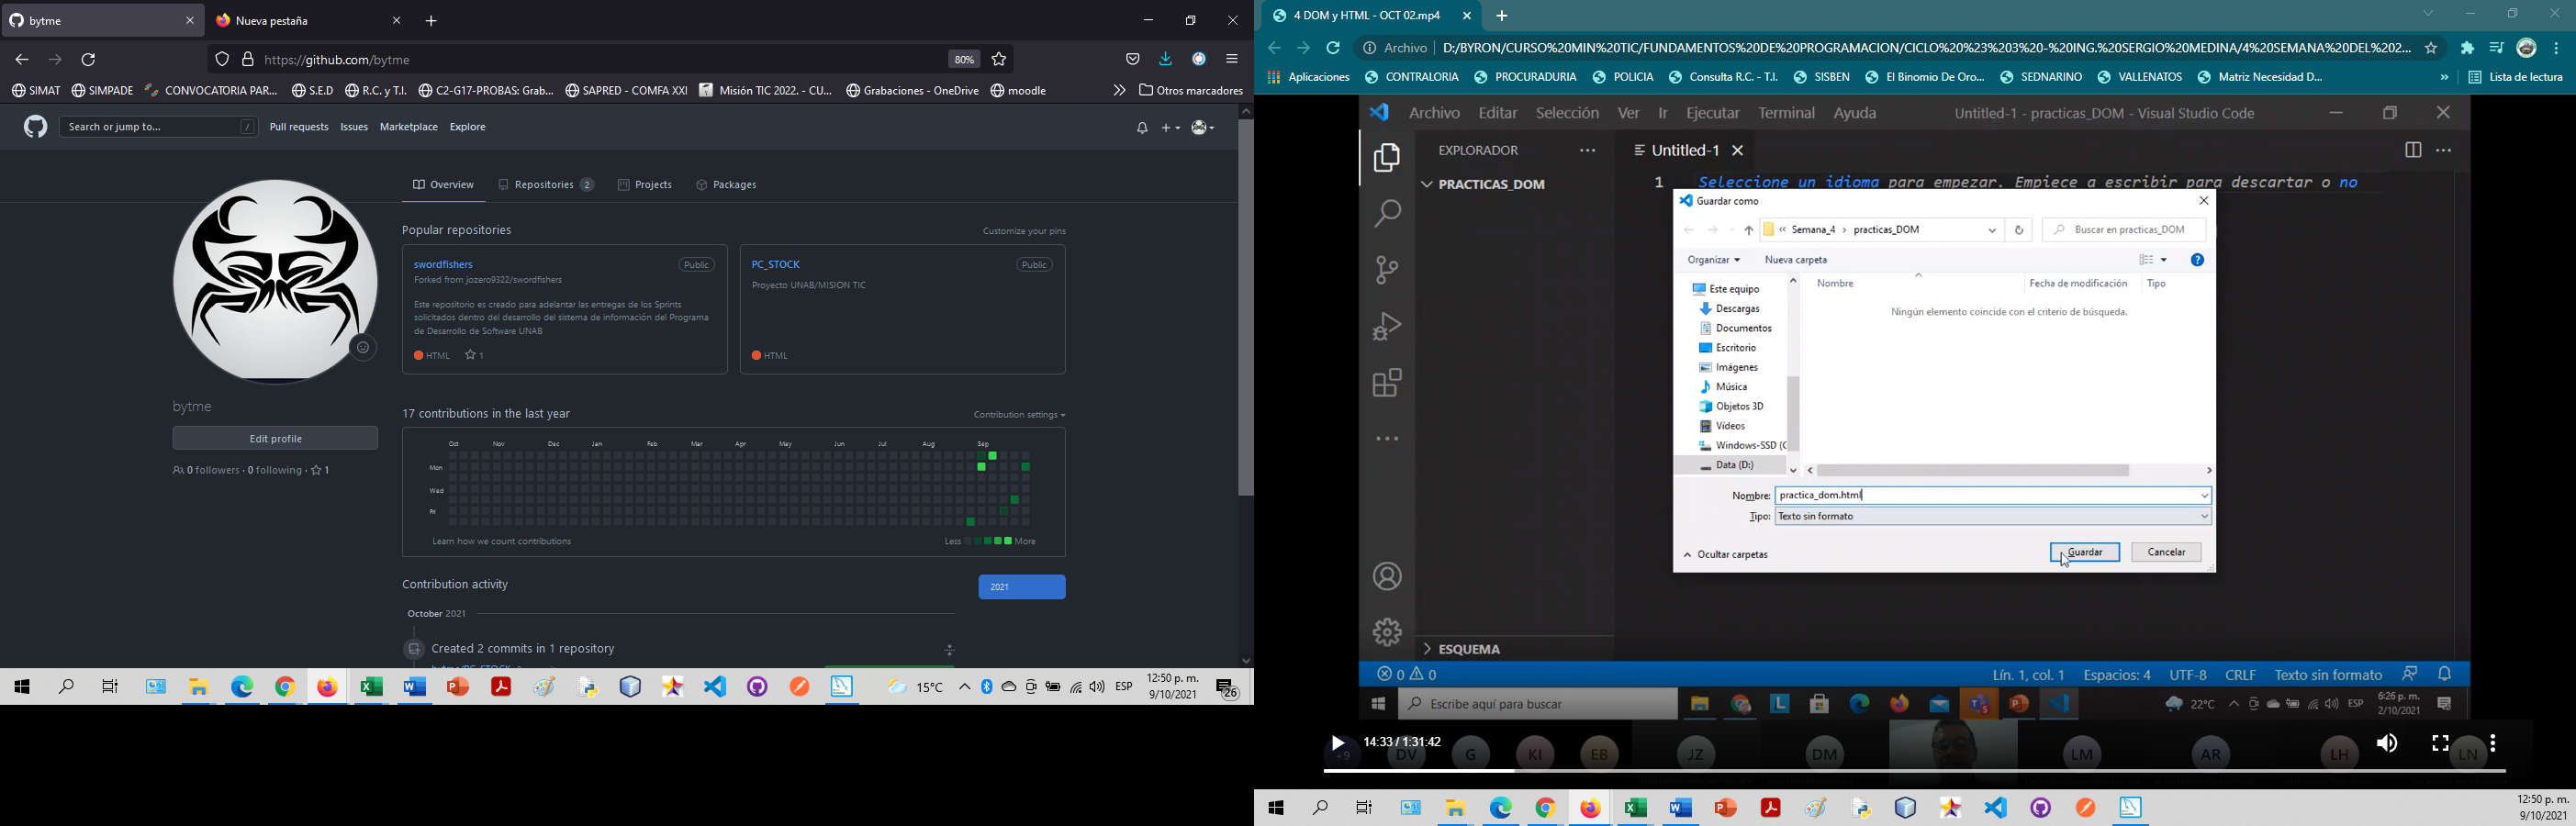 bytme
Nueva pestaña
https://github.com/bytme
80%
SIMAT
SIMPADE
CONVOCATORIA PAR...
S.E.D
R.C. y T.I.
C2-G17-PROBAS: Grab...
SAPRED - COMFA XXI
Misión TIC 2022. - CU...
Grabaciones - OneDrive
moodle
Otros marcadores
Search or jump to...
/
Pull requests
Issues
Marketplace
Explore
Overview
Repositories 2
Projects
Packages
Popular repositories
Customize your pins
swordfishers
Public
Forked from jozero9322/swordfishers
Este repositorio es creado para adelantar las entregas de los Sprints
solicitados dentro del desarrollo del sistema de información del Programa
de Desarrollo de Software UNAB
HTML
1
PC_STOCK
Public
Proyecto UNAB/MISION TIC
HTML
bytme
Edit profile
0 followers · 0 following · 1
17 contributions in the last year
Contribution settings
Oct Nov Dec Jan Feb Mar Apr May Jun Jul Aug Sep
Mon
Wed
Fri
Learn how we count contributions
Less
More
Contribution activity
2021
October 2021
Created 2 commits in 1 repository
15°C
ESP
12:50 p. m.
9/10/2021
26
4 DOM y HTML - OCT 02.mp4
Archivo
D:/BYRON/CURSO%20MIN%20TIC/FUNDAMENTOS%20DE%20PROGRAMACION/CICLO%20%23%203%20-%20ING.%20SERGIO%20MEDINA/4%20SEMANA%20DEL%202...
Aplicaciones
CONTRALORIA
PROCURADURIA
POLICIA
Consulta R.C. - T.I.
SISBEN
El Binomio De Oro...
SEDNARINO
VALLENATOS
Matriz Necesidad D...
»
Lista de lectura
Archivo Editar Selección Ver Ir Ejecutar Terminal Ayuda
Untitled-1 - practicas_DOM - Visual Studio Code
EXPLORADOR
Untitled-1
PRACTICAS_DOM
1
Seleccione un idioma para empezar. Empiece a escribir para descartar o no
Guardar como
« Semana_4 › practicas_DOM
Buscar en practicas_DOM
Organizar
Nueva carpeta
Nombre
Fecha de modificación
Tipo
Ningún elemento coincide con el criterio de búsqueda.
Este equipo
Descargas
Documentos
Escritorio
Imágenes
Música
Objetos 3D
Vídeos
Windows-SSD (C
Data (D:)
Nombre: practica_dom.html
Tipo: Texto sin formato
Ocultar carpetas
Guardar
Cancelar
ESQUEMA
0 0
Lín. 1, col. 1
Espacios: 4
UTF-8
CRLF
Texto sin formato
Escribe aquí para buscar
22°C
ESP
6:26 p. m.
2/10/2021
14:33 / 1:31:42
+9
DV
G
KI
EB
JZ
DM
LM
AR
LH
LN
12:50 p. m.
9/10/2021